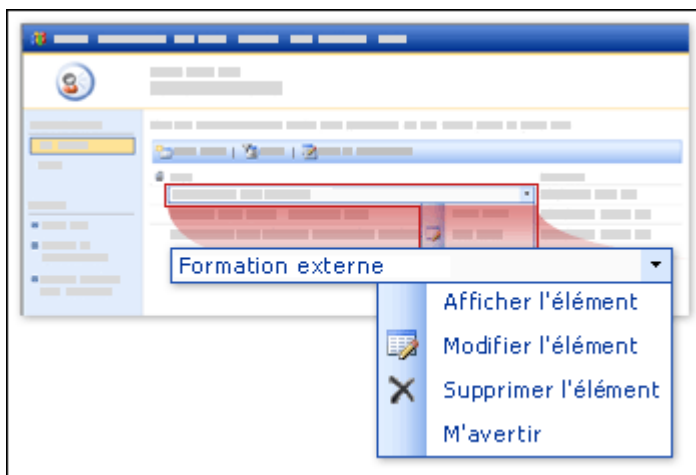 Formation externe
Afficher l'élément
Modifier l'élément
Supprimer l'élément
M'avertir